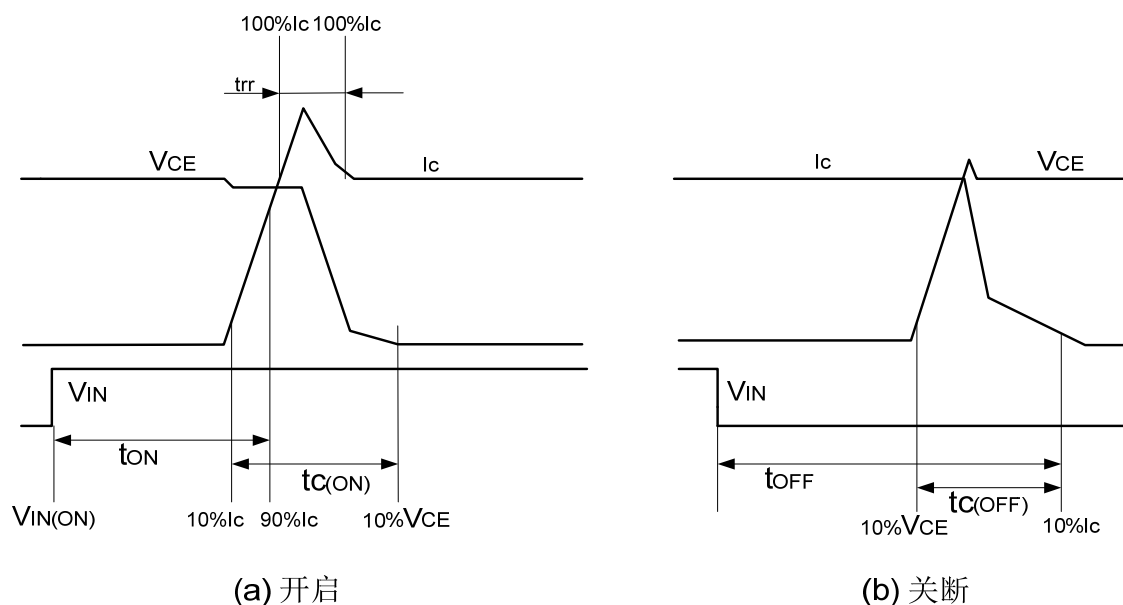 100%Ic 100%Ic
trr
VCE
Ic
VIN
tON
tC(ON)
VIN(ON)
10%Ic
90%Ic
10%VCE
(a) 开启
Ic
VCE
VIN
tOFF
tC(OFF)
10%VCE
10%Ic
(b) 关断